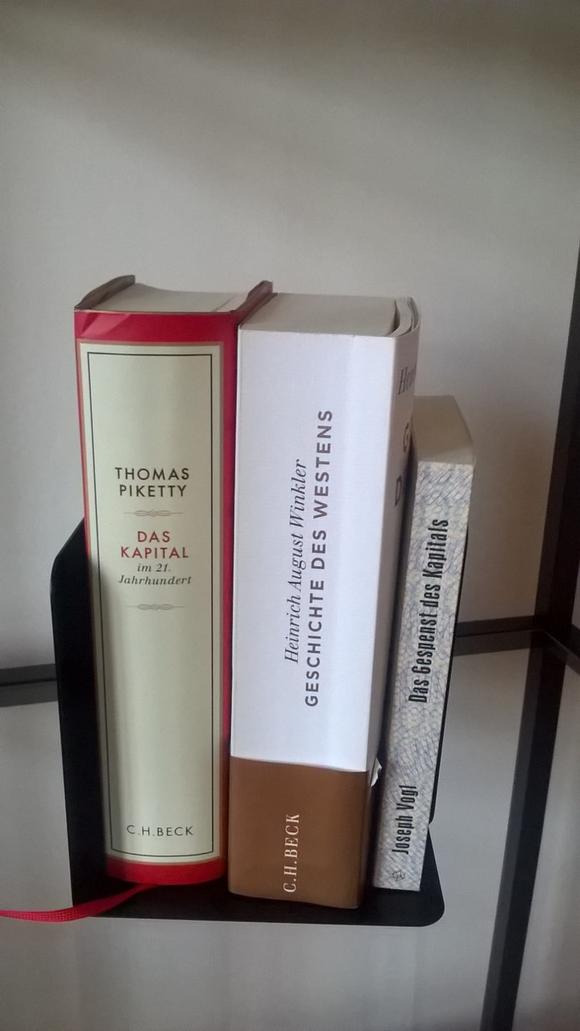 THOMAS
PIKETTY
DAS
KAPITAL
im 21.
Jahrhundert
C.H.BECK
Heinrich August Winkler
GESCHICHTE DES WESTENS
C.H.BECK
Das Gespenst des Kapitals
Joseph Vogl